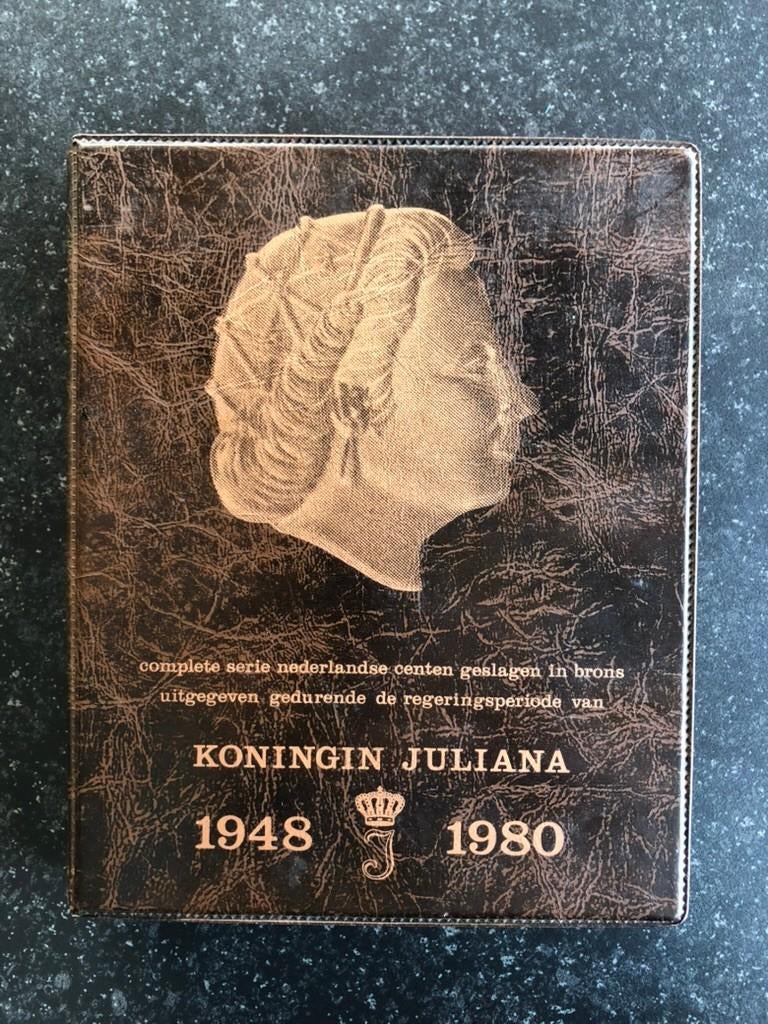 complete serie nederlandse centen geslagen in brons
uitgegeven gedurende de regeringsperiode van
KONINGIN JULIANA
1948 J 1980